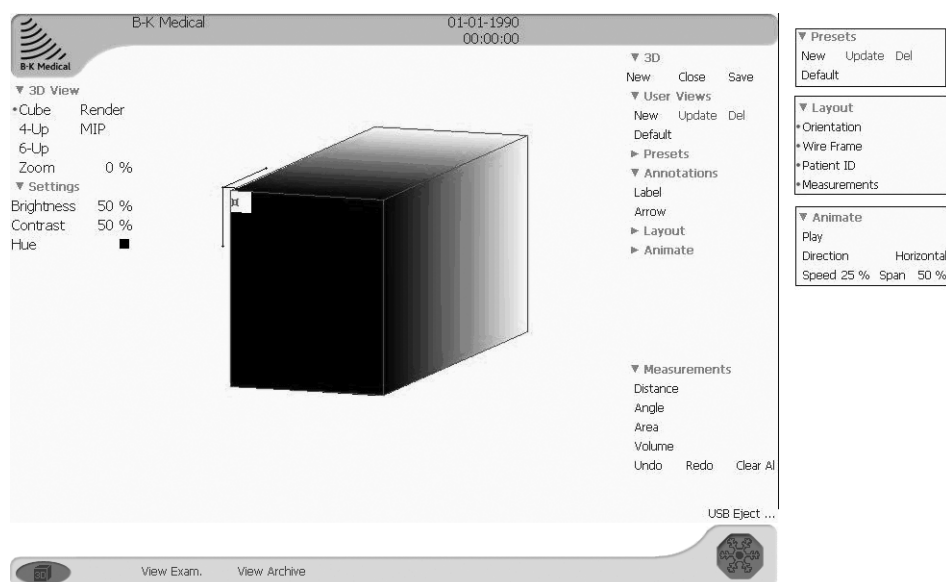 B-K Medical
01-01-1990
00:00:00
B-K Medical
▼ 3D View
•Cube Render
4-Up MIP
6-Up
Zoom 0 %
▼ Settings
Brightness 50 %
Contrast 50 %
Hue
▼ 3D
New Close Save
▼ User Views
New Update Del
Default
► Presets
▼ Annotations
Label
Arrow
► Layout
► Animate
▼ Measurements
Distance
Angle
Area
Volume
Undo Redo Clear Al
USB Eject ...
3D View Exam. View Archive
▼ Presets
New Update Del
Default
▼ Layout
•Orientation
•Wire Frame
•Patient ID
•Measurements
▼ Animate
Play
Direction Horizontal
Speed 25 % Span 50 %